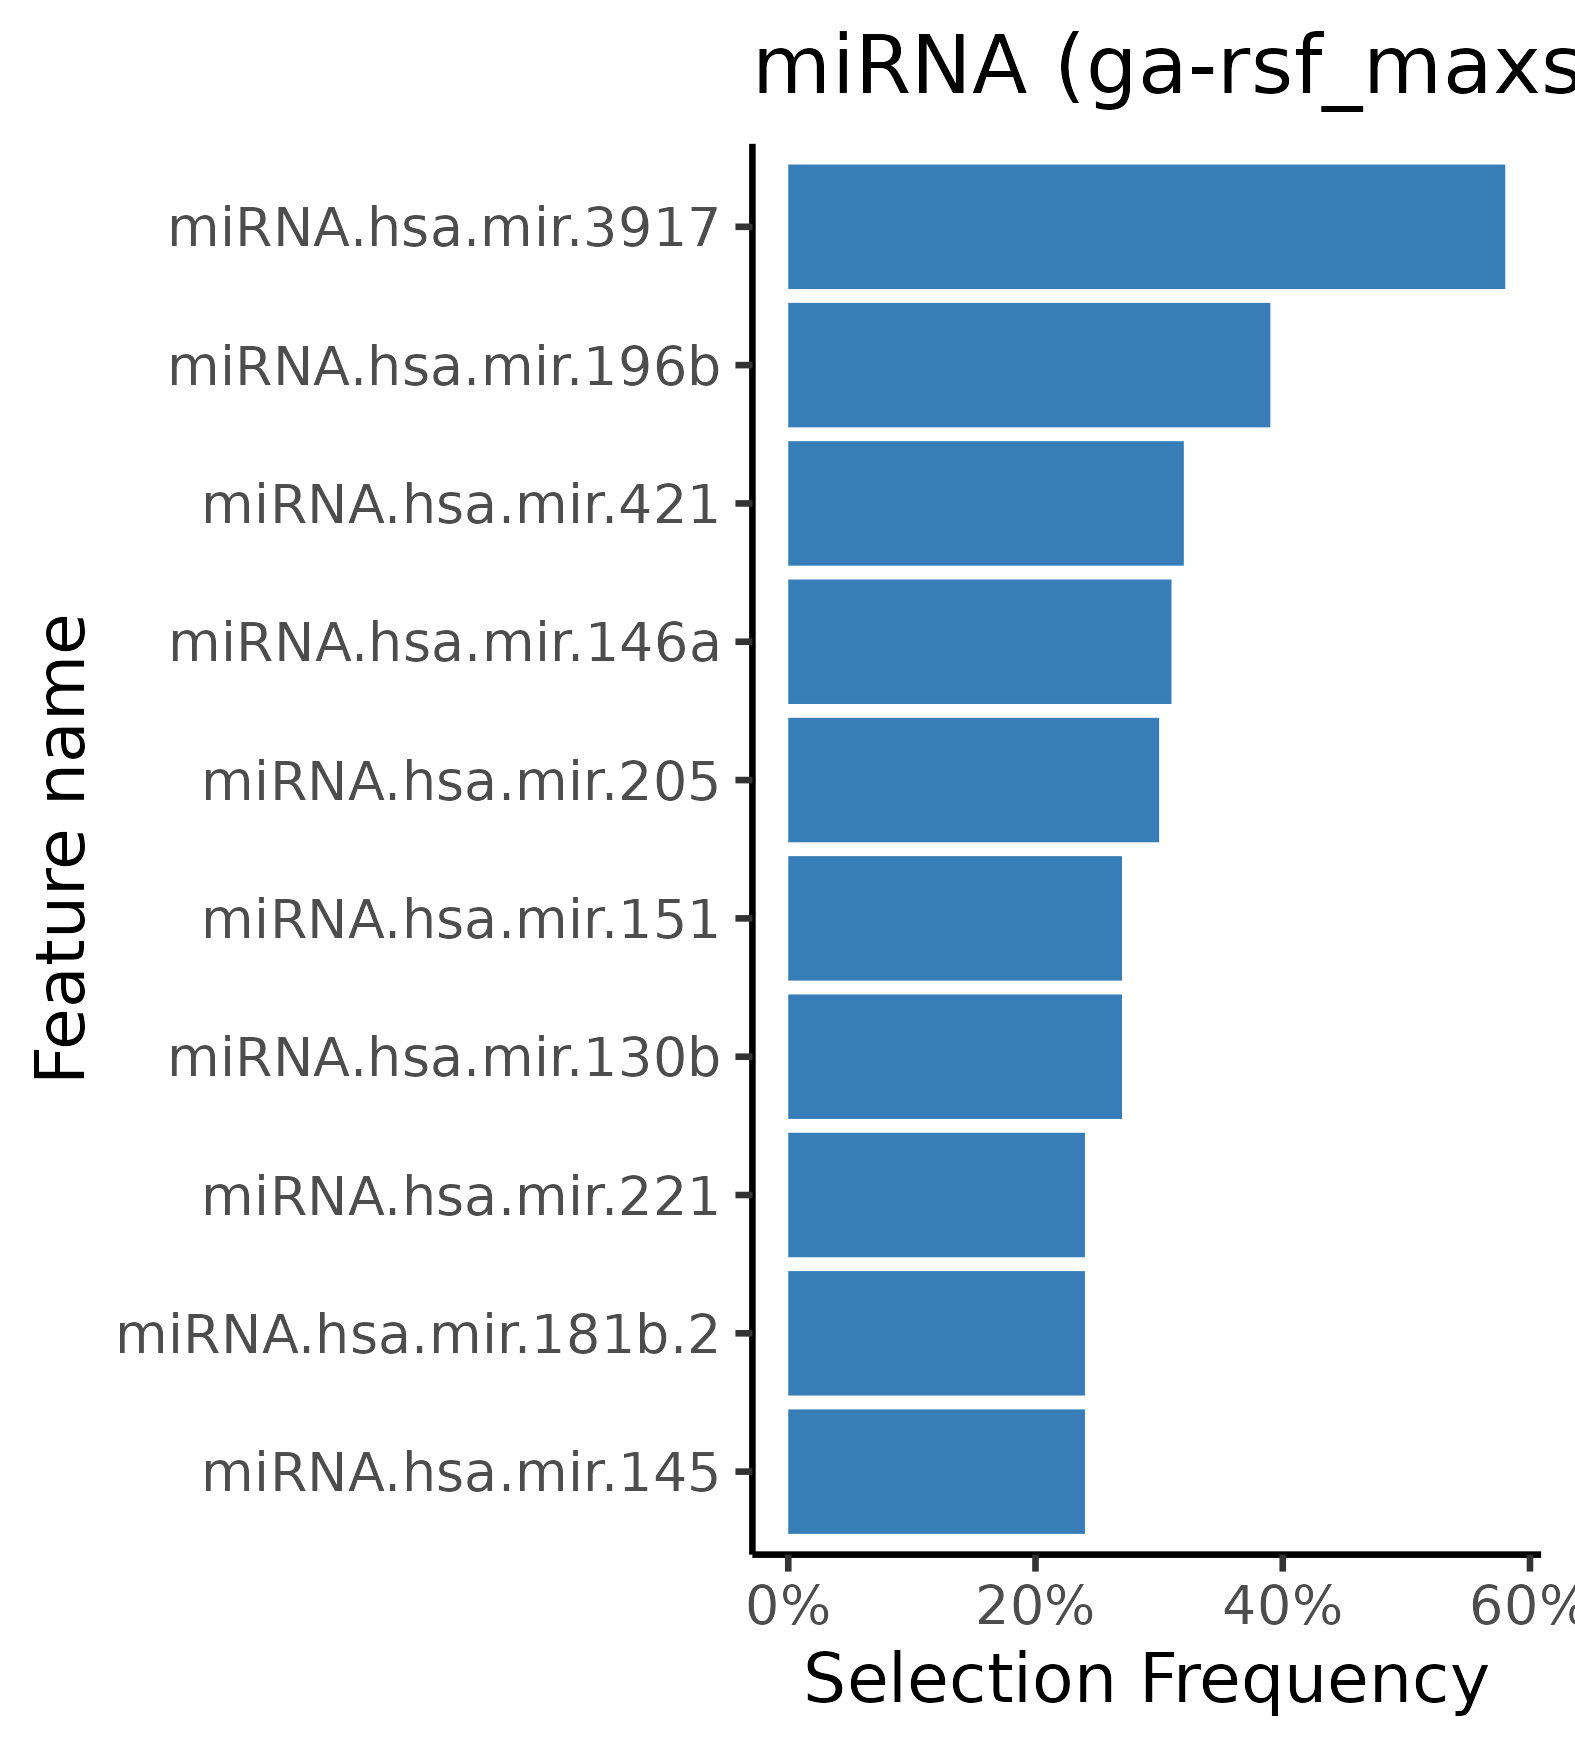 miRNA (ga-rsf_maxs
miRNA.hsa.mir.3917
miRNA.hsa.mir.196b
miRNA.hsa.mir.421
miRNA.hsa.mir.146a
miRNA.hsa.mir.205
miRNA.hsa.mir.151
miRNA.hsa.mir.130b
miRNA.hsa.mir.221
miRNA.hsa.mir.181b.2
miRNA.hsa.mir.145
Feature name
0% 20% 40% 60%
Selection Frequency